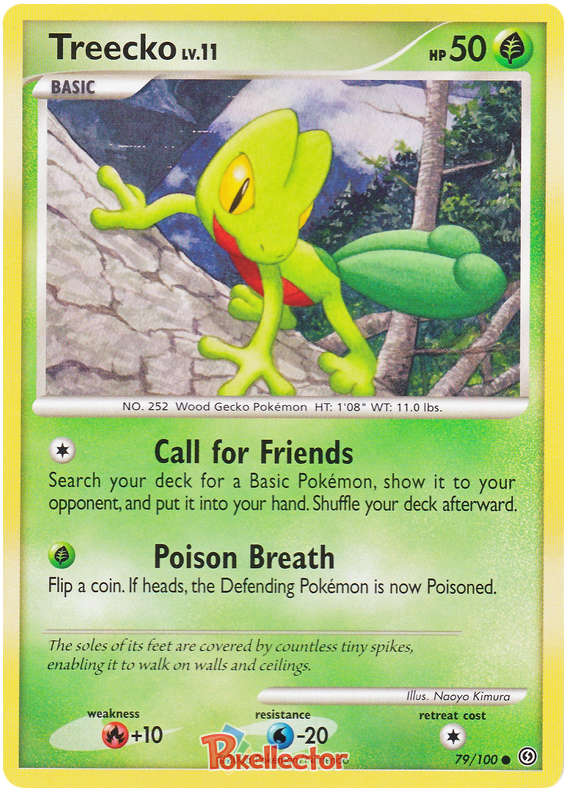 Treecko LV.11
HP 50
BASIC
NO. 252 Wood Gecko Pokémon HT: 1'08" WT: 11.0 lbs.
Call for Friends
Search your deck for a Basic Pokémon, show it to your
opponent, and put it into your hand. Shuffle your deck afterward.
Poison Breath
Flip a coin. If heads, the Defending Pokémon is now Poisoned.
The soles of its feet are covered by countless tiny spikes,
enabling it to walk on walls and ceilings.
Illus. Naoyo Kimura
weakness
+10
resistance
-20
retreat cost
Pokellector
79/100